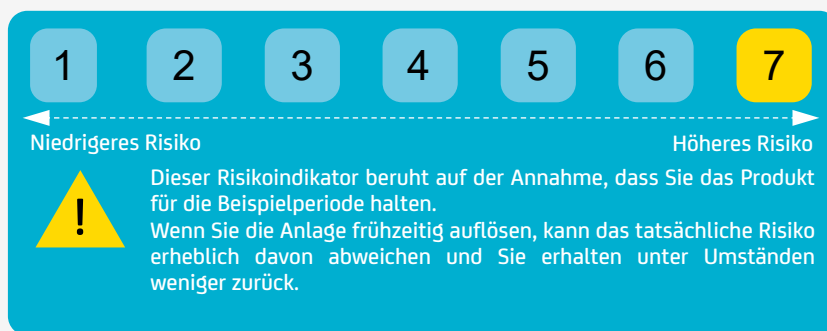 1 2 3 4 5 6 7
Niedrigeres Risiko Höheres Risiko
!
Dieser Risikoindikator beruht auf der Annahme, dass Sie das Produkt
für die Beispielperiode halten.
Wenn Sie die Anlage frühzeitig auflösen, kann das tatsächliche Risiko
erheblich davon abweichen und Sie erhalten unter Umständen
weniger zurück.